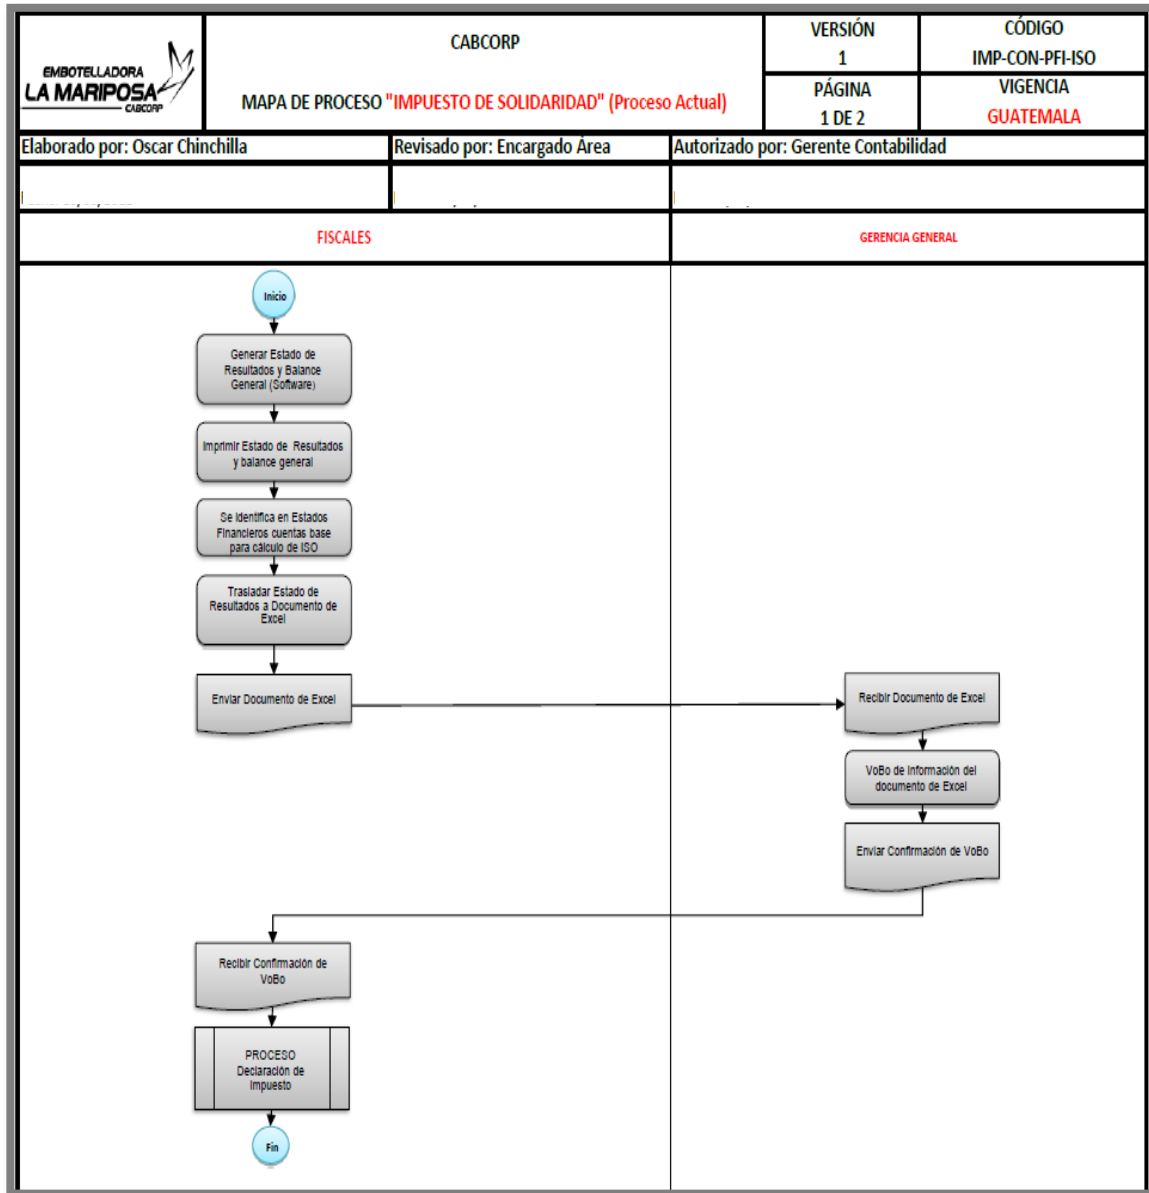 EMBOTELLADORA
LA MARIPOSA
CABCORP
CABCORP
MAPA DE PROCESO "IMPUESTO DE SOLIDARIDAD" (Proceso Actual)
VERSIÓN
1
CÓDIGO
IMP-CON-PFI-ISO
PÁGINA
1 DE 2
VIGENCIA
GUATEMALA
Elaborado por: Oscar Chinchilla
Revisado por: Encargado Área
Autorizado por: Gerente Contabilidad
FISCALES
GERENCIA GENERAL
Inicio
Generar Estado de
Resultados y Balance
General (Software)
Imprimir Estado de Resultados
y balance general
Se identifica en Estados
Financieros cuentas base
para cálculo de ISO
Trasladar Estado de
Resultados a Documento de
Excel
Enviar Documento de Excel
Recibir Documento de Excel
VoBo de Información del
documento de Excel
Enviar Confirmación de VoBo
Recibir Confirmación de
VoBo
PROCESO
Declaración de
Impuesto
Fin